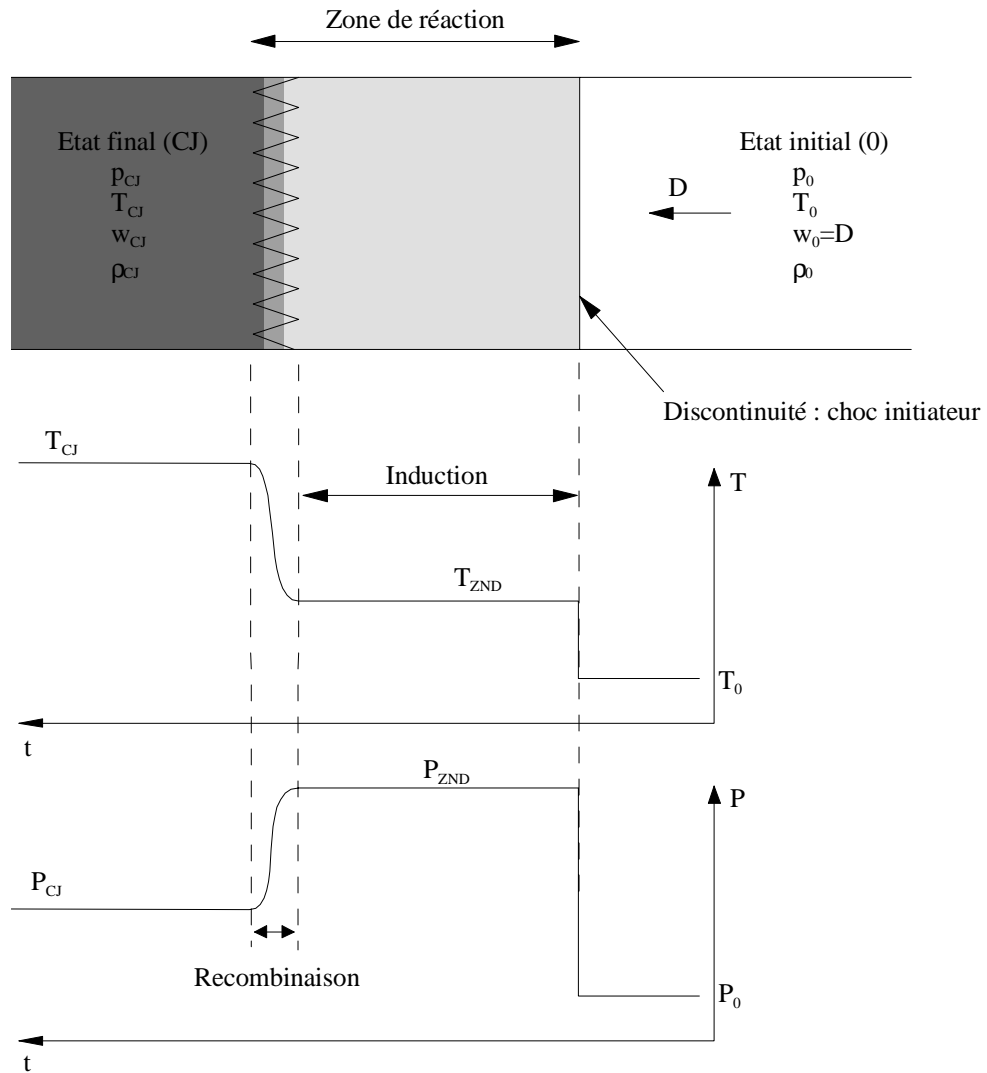 Zone de réaction
Etat final (CJ)
p_CJ
T_CJ
w_CJ
ρ_CJ
Etat initial (0)
p_0
T_0
w_0=D
ρ_0
D
Discontinuité : choc initiateur
T_CJ
Induction
T
T_ZND
T_0
t
P_ZND
P
P_CJ
Recombinaison
P_0
t